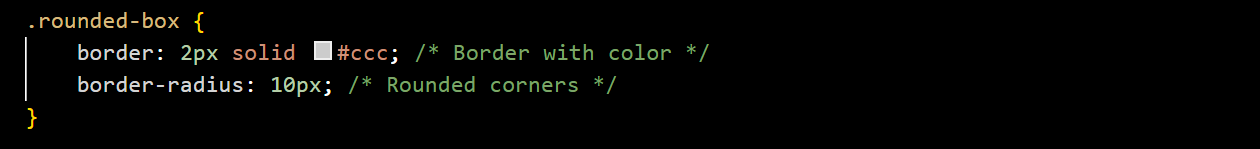 .rounded-box {
    border: 2px solid #ccc; /* Border with color */
    border-radius: 10px; /* Rounded corners */
}